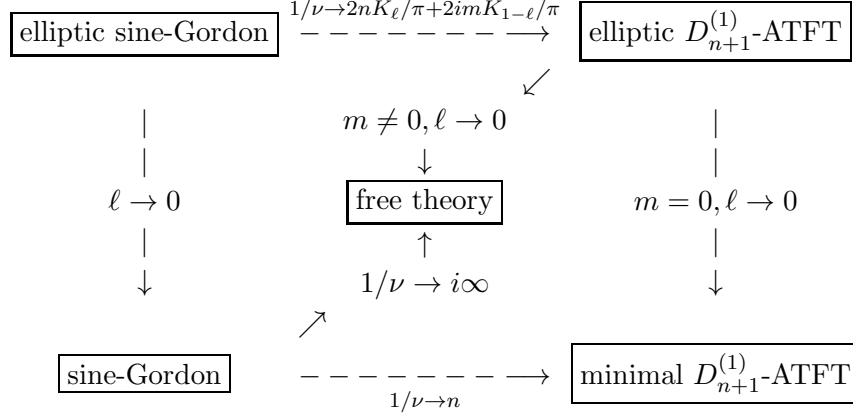 1/ν→2nK_ℓ/π+2imK_{1−ℓ}/π
elliptic sine-Gordon − − − − − − −→ elliptic D_{n+1}^{(1)}-ATFT
↙
| m ≠ 0, ℓ → 0 |
| ↓ |
ℓ → 0 free theory m = 0, ℓ → 0
| ↑ |
↓ 1/ν → i∞ ↓
↗
sine-Gordon − − − − − − −→ minimal D_{n+1}^{(1)}-ATFT
1/ν→n